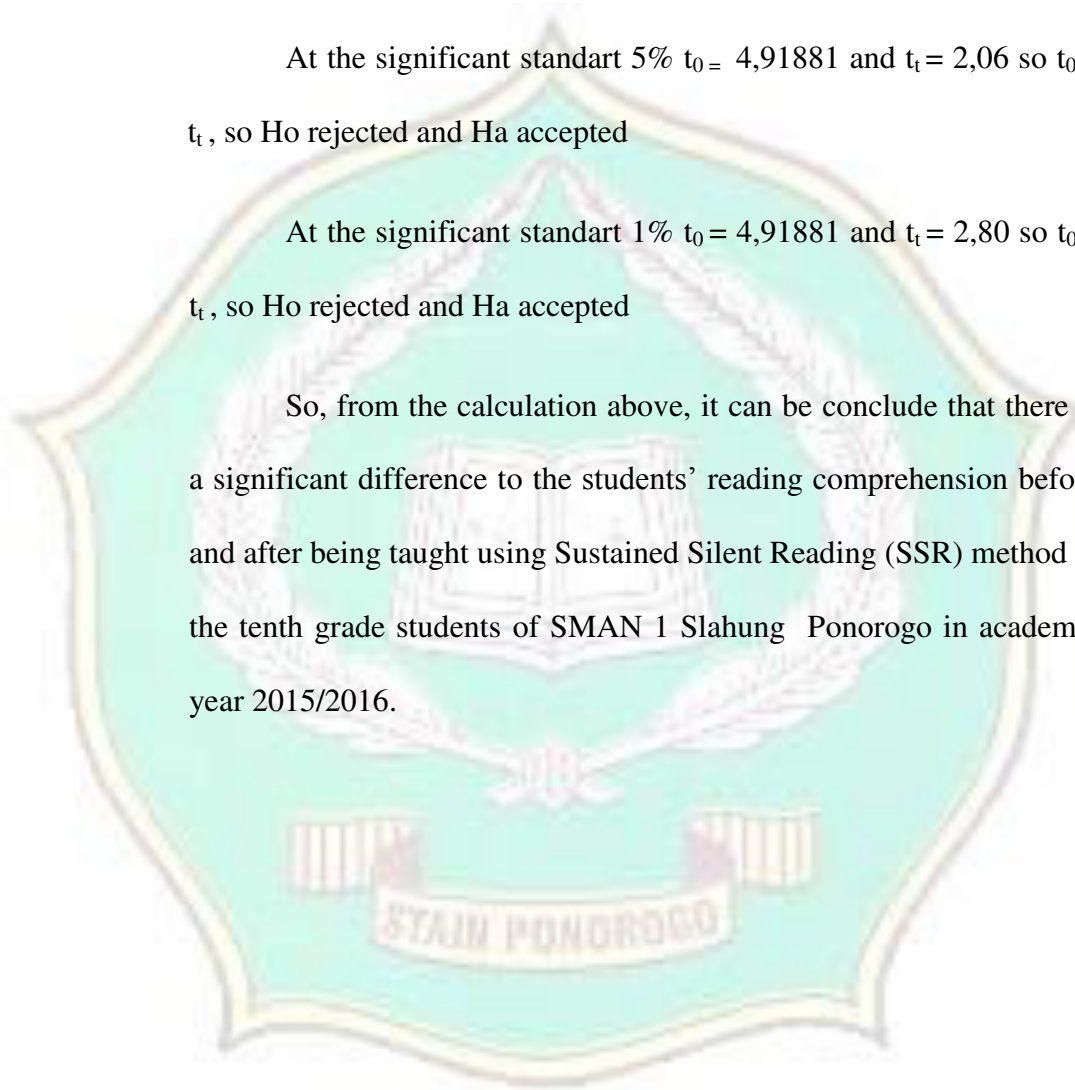 At the significant standart 5% t₀ = 4,91881 and tₜ = 2,06 so t₀
tₜ , so Ho rejected and Ha accepted
At the significant standart 1% t₀ = 4,91881 and tₜ = 2,80 so t₀
tₜ , so Ho rejected and Ha accepted
So, from the calculation above, it can be conclude that there
a significant difference to the students’ reading comprehension befo
and after being taught using Sustained Silent Reading (SSR) method
the tenth grade students of SMAN 1 Slahung Ponorogo in academ
year 2015/2016.
STAIN PONOROGO